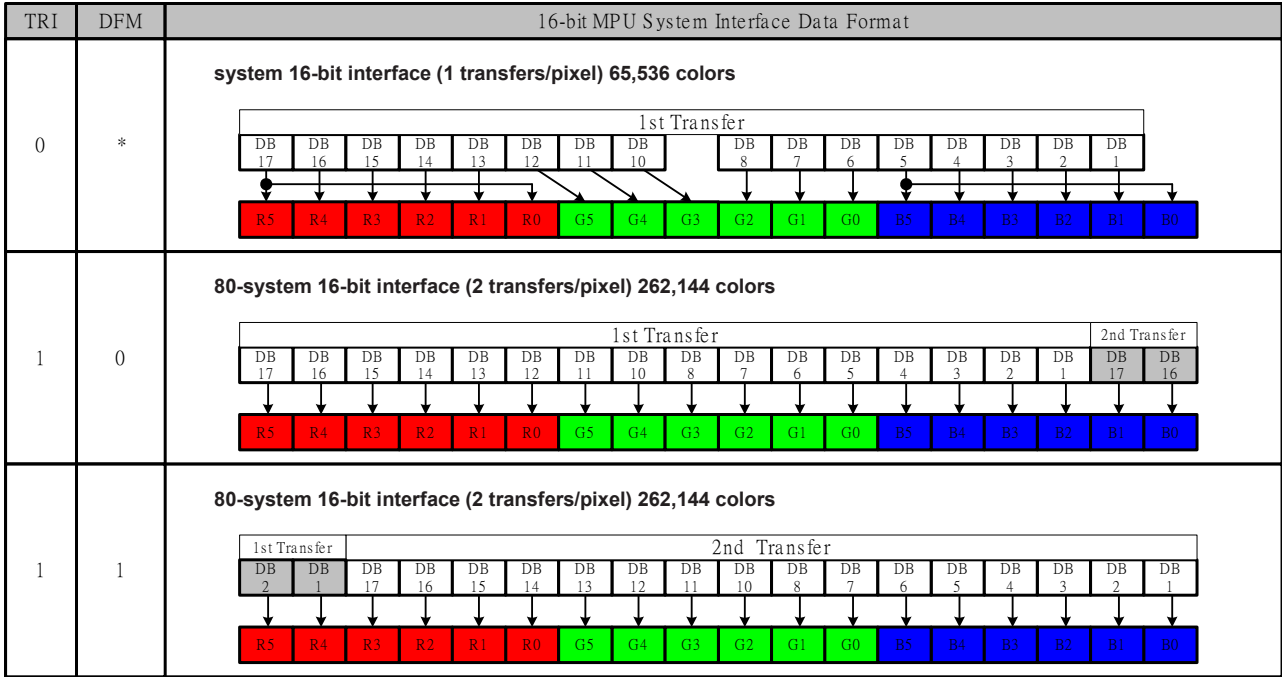 TRI DFM 16-bit MPU System Interface Data Format
system 16-bit interface (1 transfers/pixel) 65,536 colors
0 *
1st Transfer
DB 17 DB 16 DB 15 DB 14 DB 13 DB 12 DB 11 DB 10 DB 8 DB 7 DB 6 DB 5 DB 4 DB 3 DB 2 DB 1
R5 R4 R3 R2 R1 R0 G5 G4 G3 G2 G1 G0 B5 B4 B3 B2 B1 B0
80-system 16-bit interface (2 transfers/pixel) 262,144 colors
1 0
1st Transfer 2nd Transfer
DB 17 DB 16 DB 15 DB 14 DB 13 DB 12 DB 11 DB 10 DB 8 DB 7 DB 6 DB 5 DB 4 DB 3 DB 2 DB 1 DB 17 DB 16
R5 R4 R3 R2 R1 R0 G5 G4 G3 G2 G1 G0 B5 B4 B3 B2 B1 B0
80-system 16-bit interface (2 transfers/pixel) 262,144 colors
1 1
1st Transfer 2nd Transfer
DB 2 DB 1 DB 17 DB 16 DB 15 DB 14 DB 13 DB 12 DB 11 DB 10 DB 8 DB 7 DB 6 DB 5 DB 4 DB 3 DB 2 DB 1
R5 R4 R3 R2 R1 R0 G5 G4 G3 G2 G1 G0 B5 B4 B3 B2 B1 B0